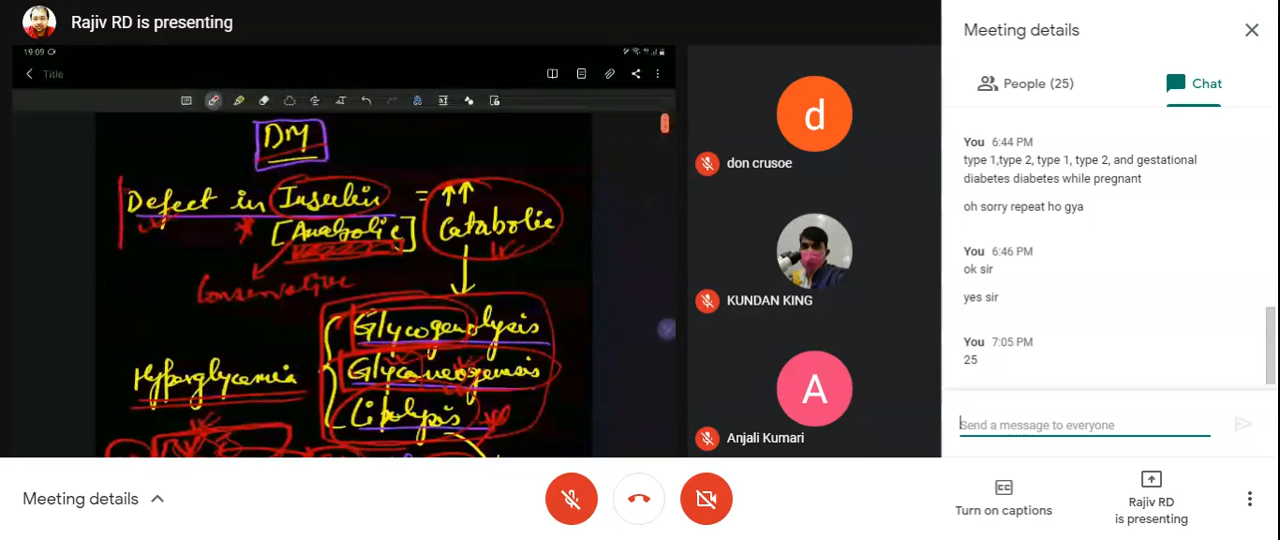 Rajiv RD is presenting
19:09
Title
DM
Defect in Insulin = ↑↑
[Anabolic] Catabolic
Conservative
Glycogenolysis
Hyperglycemia
Glyconeogenesis
Lipolysis
d
don crusoe
KUNDAN KING
A
Anjali Kumari
Meeting details
People (25)
Chat
You 6:44 PM
type 1,type 2, type 1, type 2, and gestational
diabetes diabetes while pregnant
oh sorry repeat ho gya
You 6:46 PM
ok sir
yes sir
You 7:05 PM
25
Send a message to everyone
Meeting details
CC
Turn on captions
Rajiv RD
is presenting